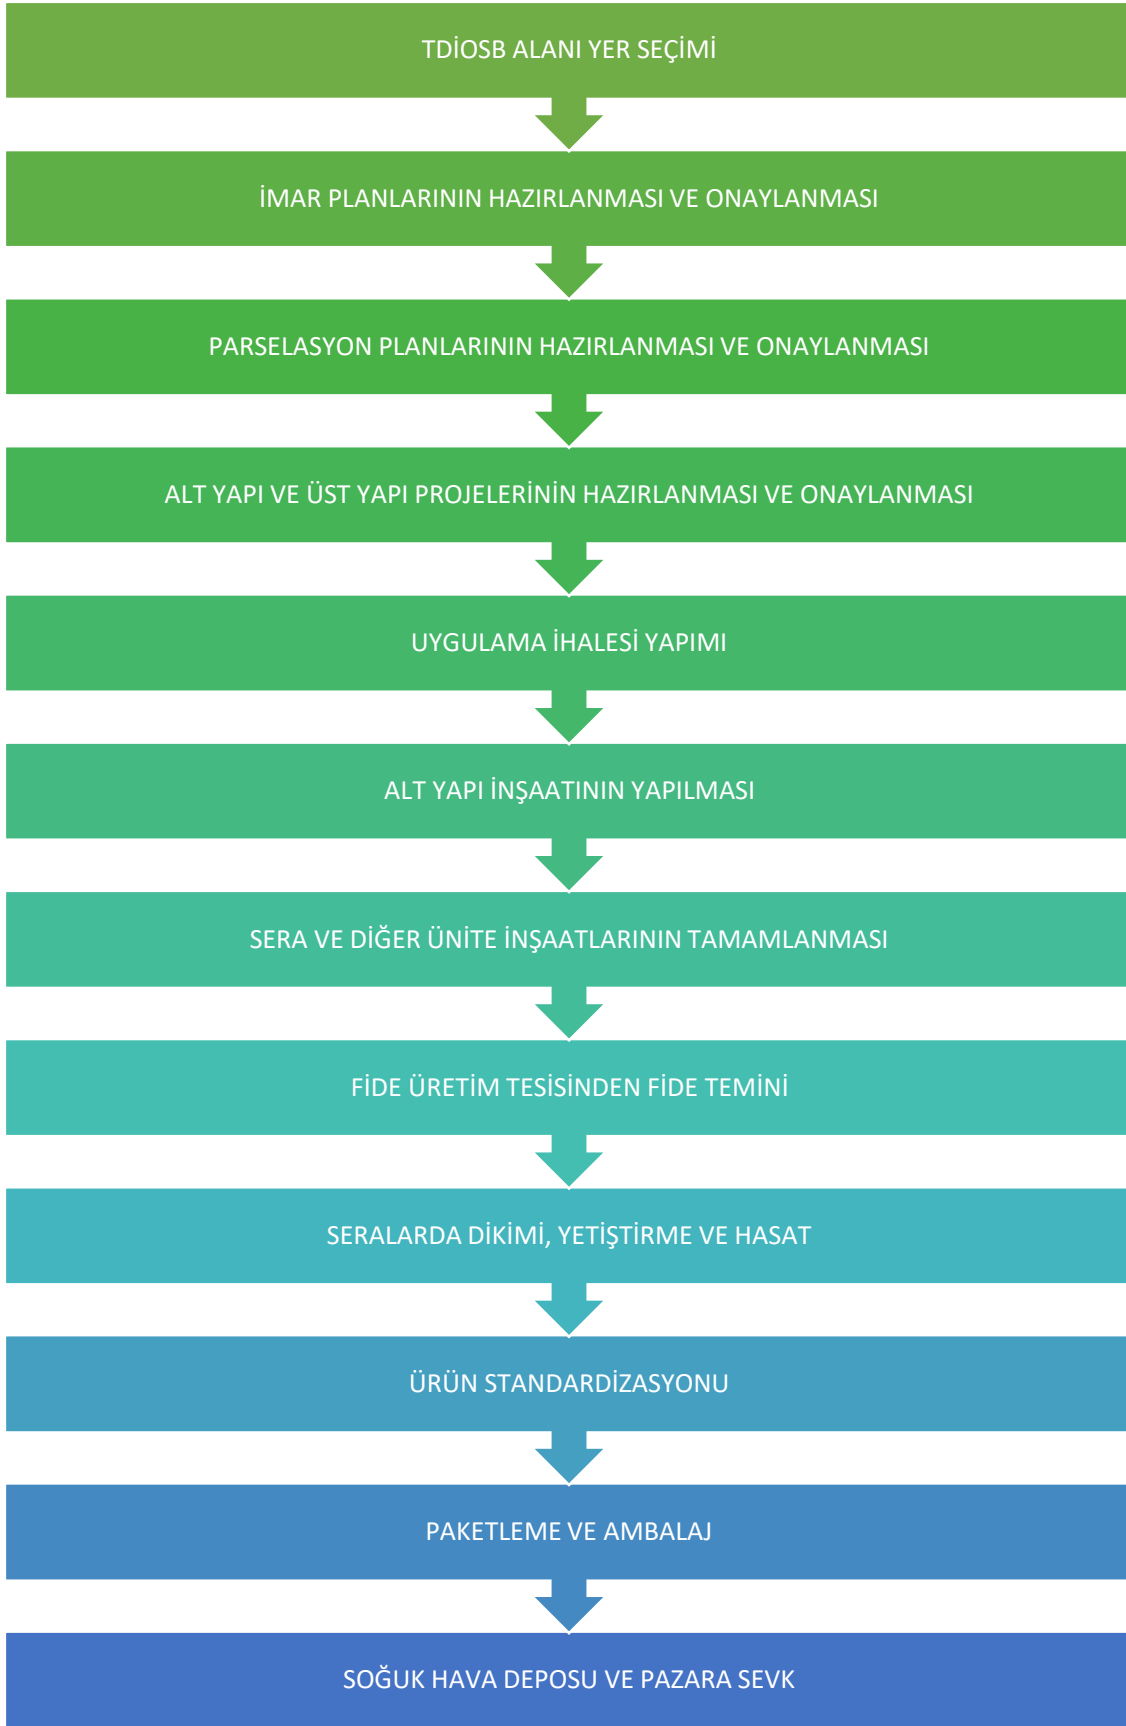 TDİOSB ALANI YER SEÇİMİ
İMAR PLANLARININ HAZIRLANMASI VE ONAYLANMASI
PARSELASYON PLANLARININ HAZIRLANMASI VE ONAYLANMASI
ALT YAPI VE ÜST YAPI PROJELERİNİN HAZIRLANMASI VE ONAYLANMASI
UYGULAMA İHALESİ YAPIMI
ALT YAPI İNŞAATININ YAPILMASI
SERA VE DİĞER ÜNİTE İNŞAATLARININ TAMAMLANMASI
FİDE ÜRETİM TESİSİNDEN FİDE TEMİNİ
SERALARDA DİKİMİ, YETİŞTİRME VE HASAT
ÜRÜN STANDARDİZASYONU
PAKETLEME VE AMBALAJ
SOĞUK HAVA DEPOSU VE PAZARA SEVK